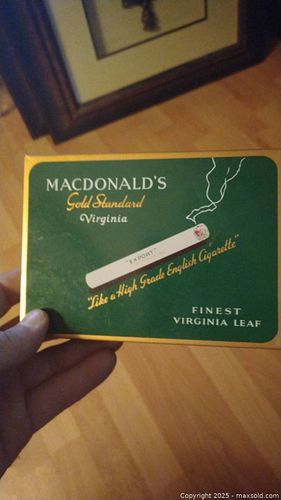 MACDONALD'S
Gold Standard
Virginia
"EXPORT"
"Like a High Grade English Cigarette"
FINEST
VIRGINIA LEAF
Copyright © 2025 - maxsold.com